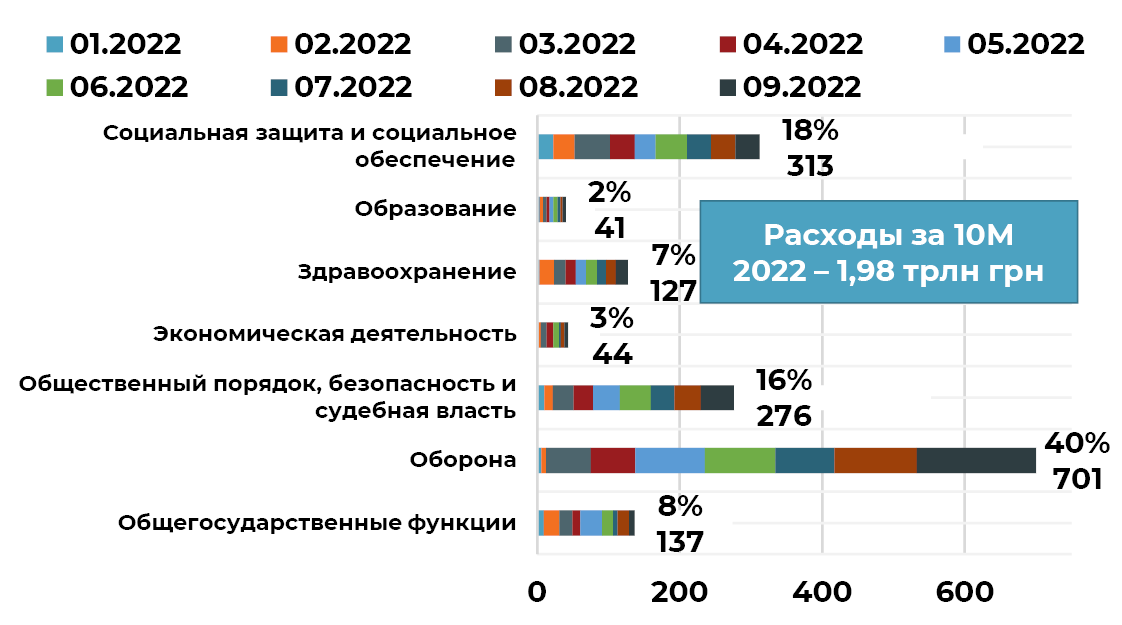 01.2022 02.2022 03.2022 04.2022 05.2022
06.2022 07.2022 08.2022 09.2022
Социальная защита и социальное
обеспечение
18%
313
Образование
2%
41
Здравоохранение
7%
127
Расходы за 10М
2022 – 1,98 трлн грн
Экономическая деятельность
3%
44
Общественный порядок, безопасность и
судебная власть
16%
276
Оборона
40%
701
Общегосударственные функции
8%
137
0 200 400 600